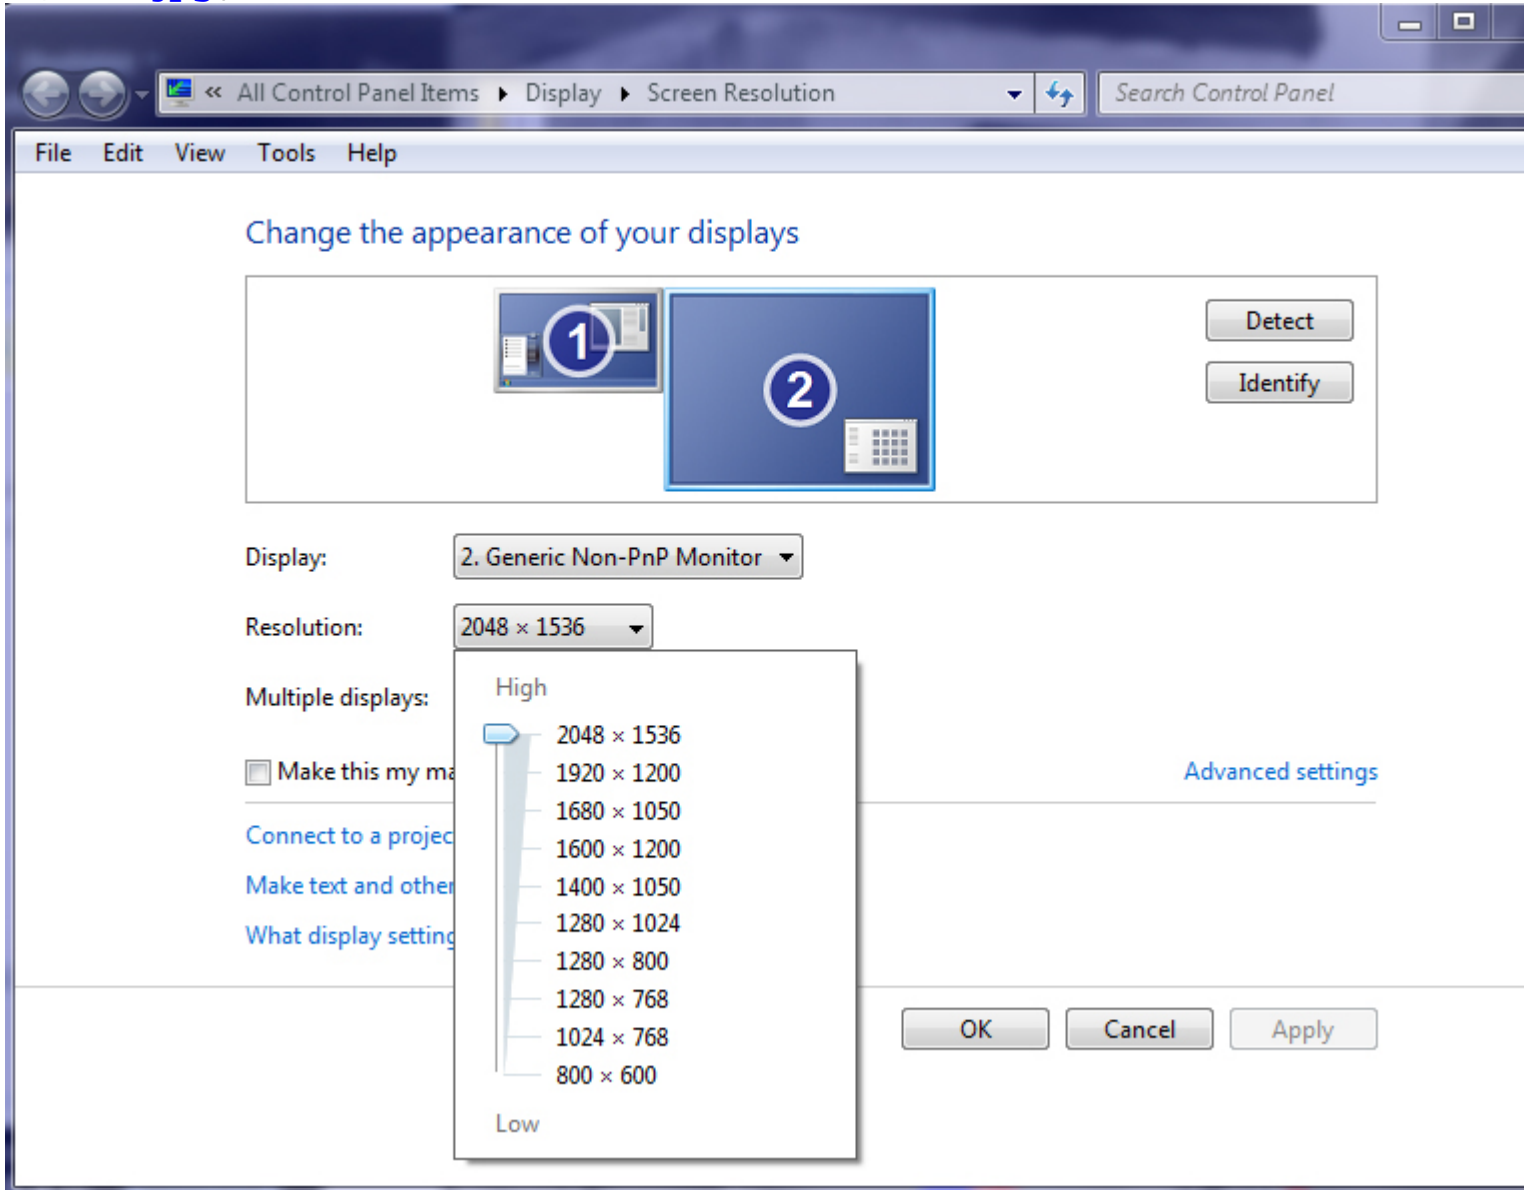 « All Control Panel Items ▸ Display ▸ Screen Resolution
Search Control Panel
File Edit View Tools Help
Change the appearance of your displays
1
2
Detect
Identify
Display: 2. Generic Non-PnP Monitor
Resolution: 2048 × 1536
Multiple displays:
High
2048 × 1536
1920 × 1200
1680 × 1050
1600 × 1200
1400 × 1050
1280 × 1024
1280 × 800
1280 × 768
1024 × 768
800 × 600
Low
Make this my ma
Advanced settings
Connect to a projec
Make text and other
What display setting
OK Cancel Apply